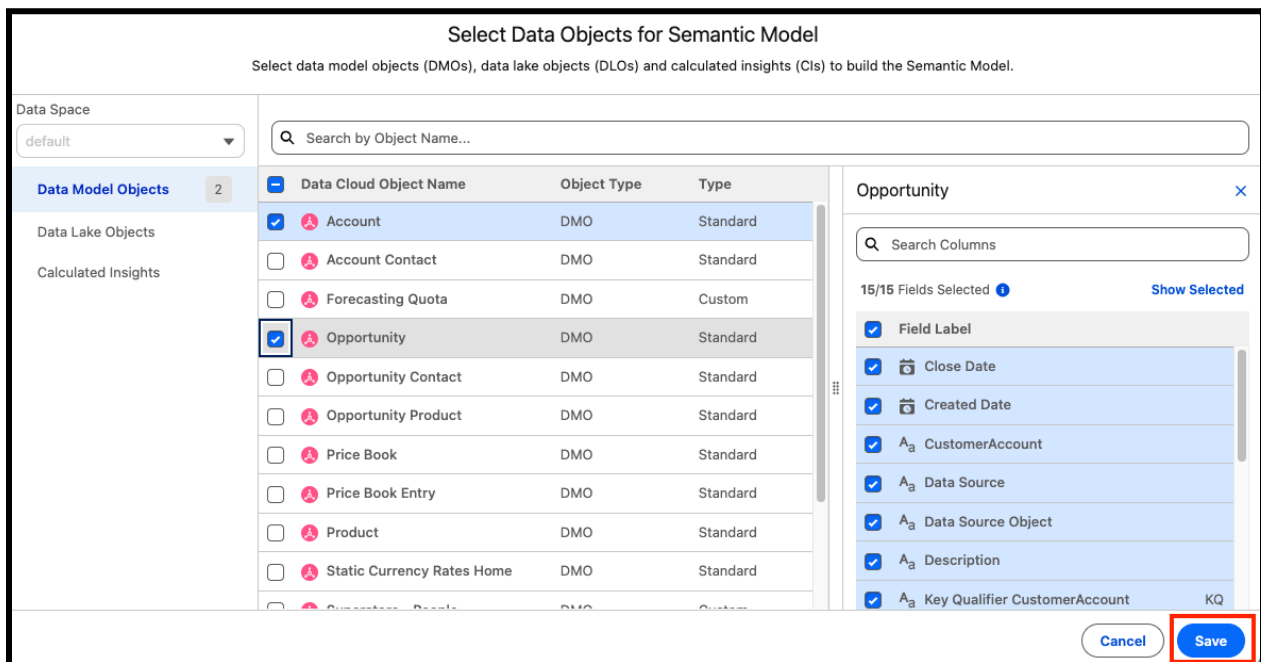 Select Data Objects for Semantic Model
Select data model objects (DMOs), data lake objects (DLOs) and calculated insights (CIs) to build the Semantic Model.
Data Space
default
Data Model Objects 2
Data Lake Objects
Calculated Insights
Search by Object Name...
Data Cloud Object Name Object Type Type
Account DMO Standard
Account Contact DMO Standard
Forecasting Quota DMO Custom
Opportunity DMO Standard
Opportunity Contact DMO Standard
Opportunity Product DMO Standard
Price Book DMO Standard
Price Book Entry DMO Standard
Product DMO Standard
Static Currency Rates Home DMO Standard
Opportunity
Search Columns
15/15 Fields Selected Show Selected
Field Label
Close Date
Created Date
CustomerAccount
Data Source
Data Source Object
Description
Key Qualifier CustomerAccount KQ
Cancel Save